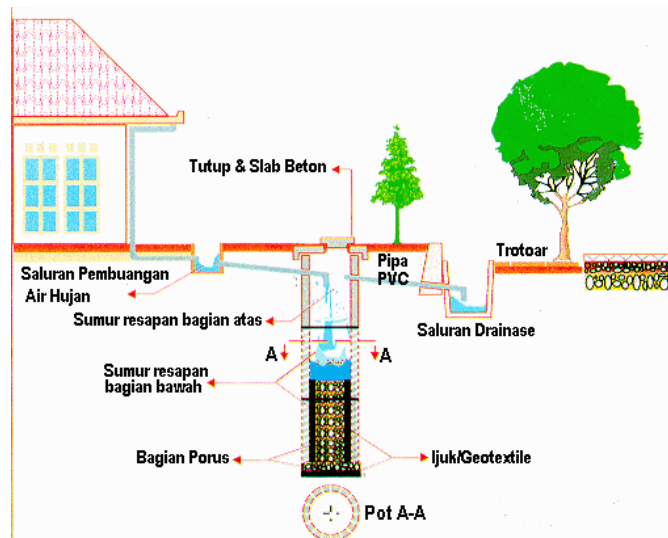 Tutup & Slab Beton
Saluran Pembuangan
Air Hujan
Pipa
PVC
Trotoar
Sumur resapan bagian atas
Saluran Drainase
A
A
Sumur resapan
bagian bawah
Bagian Porus
Ijuk/Geotextile
Pot A-A